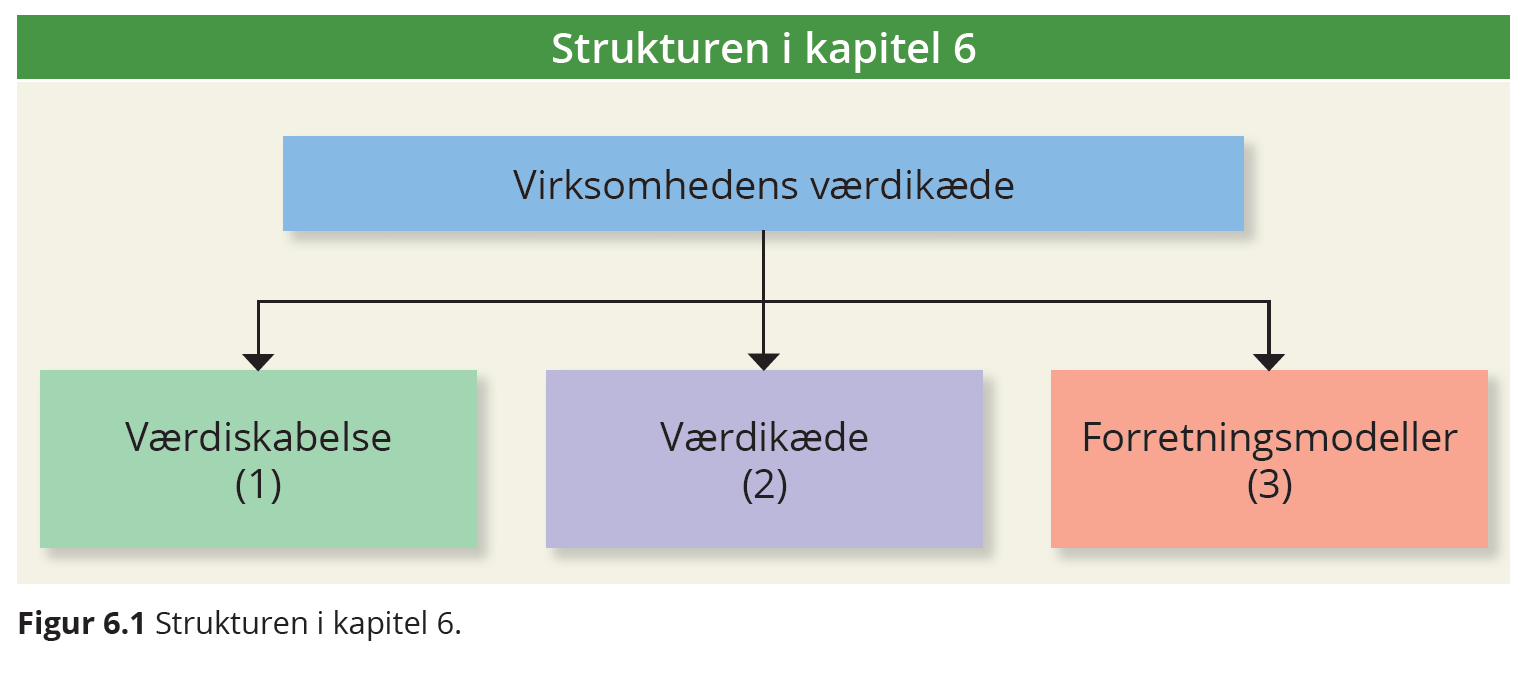 Strukturen i kapitel 6
Virksomhedens værdikæde
Værdiskabelse
(1)
Værdikæde
(2)
Forretningsmodeller
(3)
Figur 6.1 Strukturen i kapitel 6.